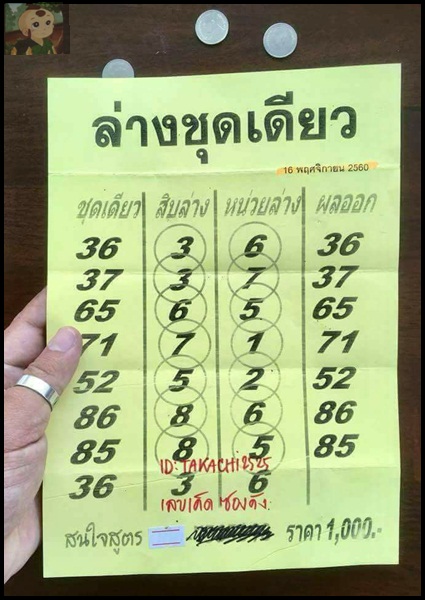 ล่างชุดเดียว
16 พฤศจิกายน 2560
ชุดเดียว สิบล่าง หน่วยล่าง ผลออก
36 3 6 36
37 3 7 37
65 6 5 65
71 7 1 71
52 5 2 52
86 8 6 86
85 8 5 85
ID: TAKACHI2525
36 3 6
เลขเด็ด ซองดัง
สนใจสูตร ราคา 1,000.-